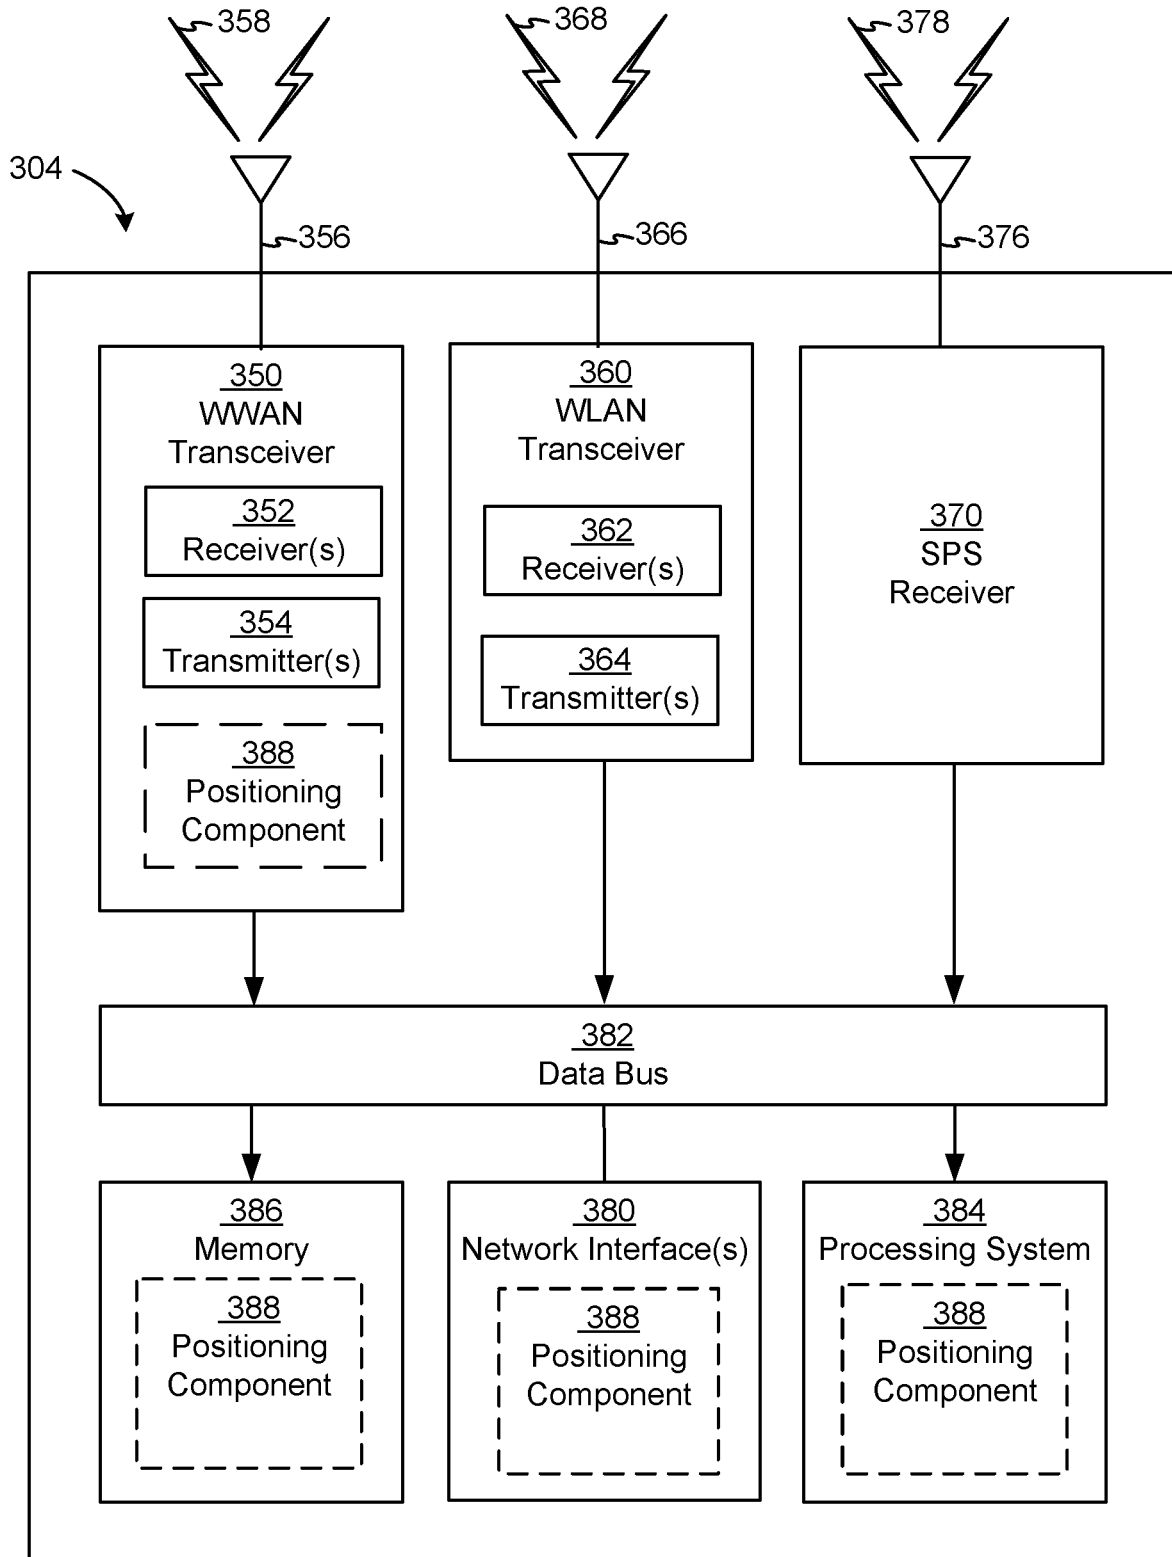 358
368
378
304
356
366
376
350
WWAN
Transceiver
352
Receiver(s)
354
Transmitter(s)
388
Positioning
Component
360
WLAN
Transceiver
362
Receiver(s)
364
Transmitter(s)
370
SPS
Receiver
382
Data Bus
386
Memory
388
Positioning
Component
380
Network Interface(s)
388
Positioning
Component
384
Processing System
388
Positioning
Component